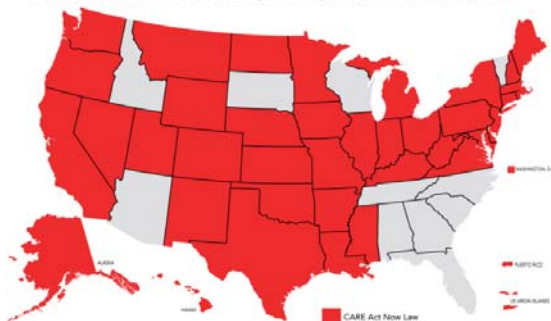 WASHINGTON, D
ALASKA
PUERTO RICO
HAWAII
US VIRGIN ISLANDS
CARE Act Now Law